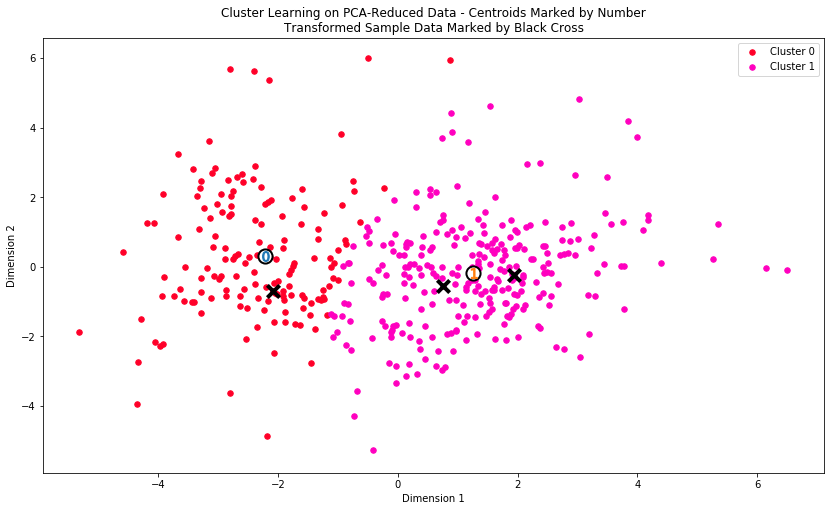 Cluster Learning on PCA-Reduced Data - Centroids Marked by Number
Transformed Sample Data Marked by Black Cross
Cluster 0
Cluster 1
6
4
2
0
−2
−4
Dimension 2
0
1
−4
−2
0
2
4
6
Dimension 1